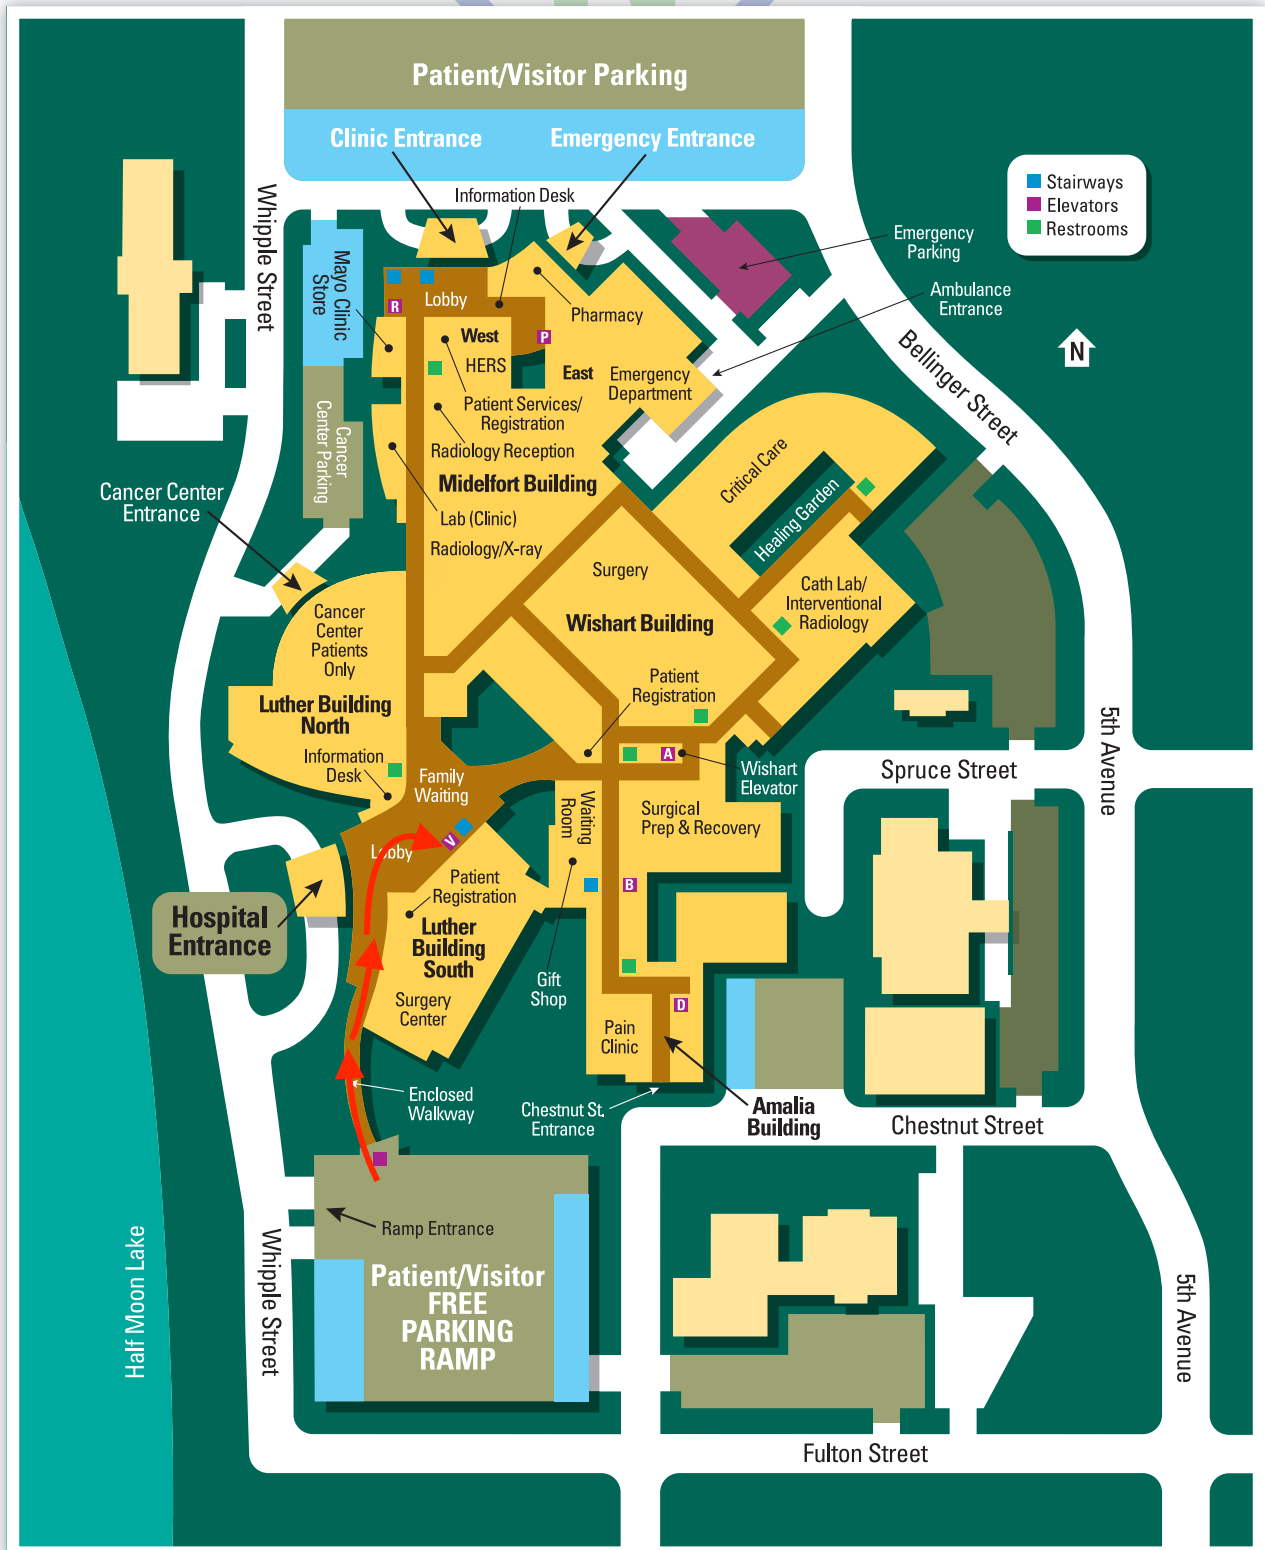 Patient/Visitor Parking
Clinic Entrance
Emergency Entrance
Information Desk
Whipple Street
Stairways
Elevators
Restrooms
Emergency
Parking
Mayo Clinic
Store
Ambulance
Entrance
R
Lobby
Pharmacy
West
P
N
HERS
East
Emergency
Department
Bellinger Street
Patient Services/
Registration
Cancer
Center Parking
Radiology Reception
Critical Care
Midelfort Building
Cancer Center
Entrance
Healing Garden
Lab (Clinic)
Radiology/X-ray
Surgery
Cath Lab/
Interventional
Radiology
Cancer
Center
Patients
Only
Wishart Building
Patient
Registration
Luther Building
North
5th Avenue
Information
Desk
A
Wishart
Elevator
Spruce Street
Family
Waiting
Waiting
Room
Surgical
Prep & Recovery
V
Lobby
Patient
Registration
B
Hospital
Entrance
Luther
Building
South
Gift
Shop
Surgery
Center
D
Pain
Clinic
Enclosed
Walkway
Chestnut St.
Entrance
Amalia
Building
Chestnut Street
Ramp Entrance
Half Moon Lake
Whipple Street
Patient/Visitor
FREE
PARKING
RAMP
5th Avenue
Fulton Street